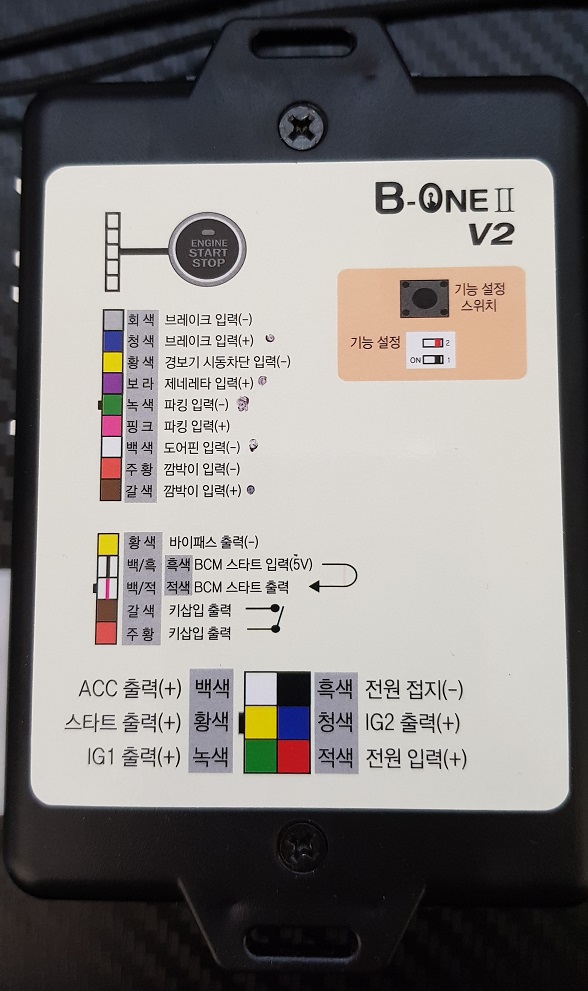 B-ONE II
V2
ENGINE
START
STOP
기능 설정
스위치
기능 설정
2
ON 1
회색 브레이크 입력(-)
청색 브레이크 입력(+)
황색 경보기 시동차단 입력(-)
보라 제네레타 입력(+)
녹색 파킹 입력(-)
핑크 파킹 입력(+)
백색 도어핀 입력(-)
주황 깜박이 입력(-)
갈색 깜박이 입력(+)
황색 바이패스 출력(-)
백/흑 흑색 BCM 스타트 입력(5V)
백/적 적색 BCM 스타트 출력
갈색 키삽입 출력
주황 키삽입 출력
ACC 출력(+) 백색 흑색 전원 접지(-)
스타트 출력(+) 황색 청색 IG2 출력(+)
IG1 출력(+) 녹색 적색 전원 입력(+)